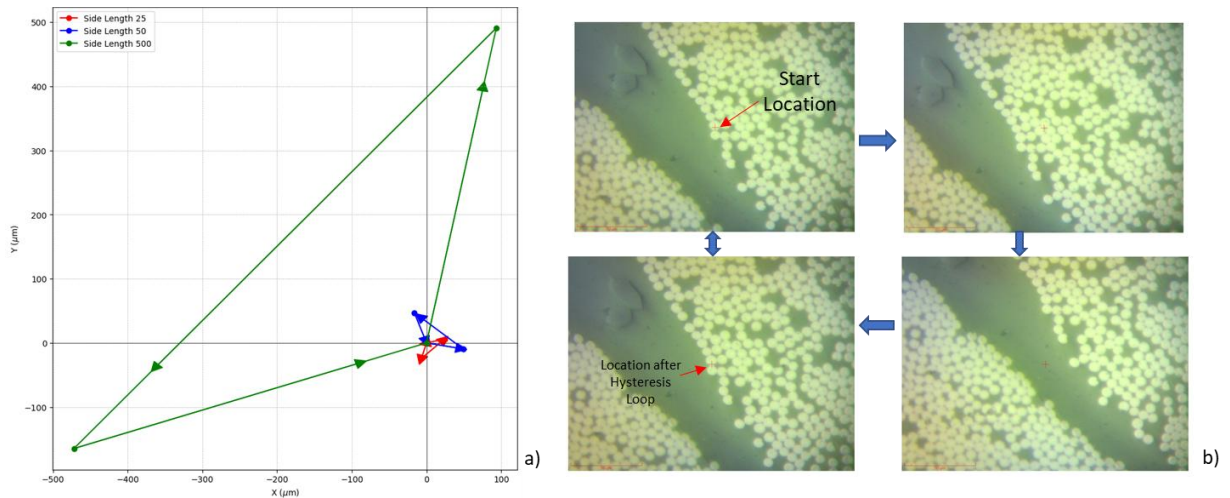 Side Length 25
Side Length 50
Side Length 500
500
400
300
200
100
0
−100
Y (μm)
−500
−400
−300
−200
−100
0
100
X (μm)
a)
Start
Location
Location after
Hysteresis
Loop
b)